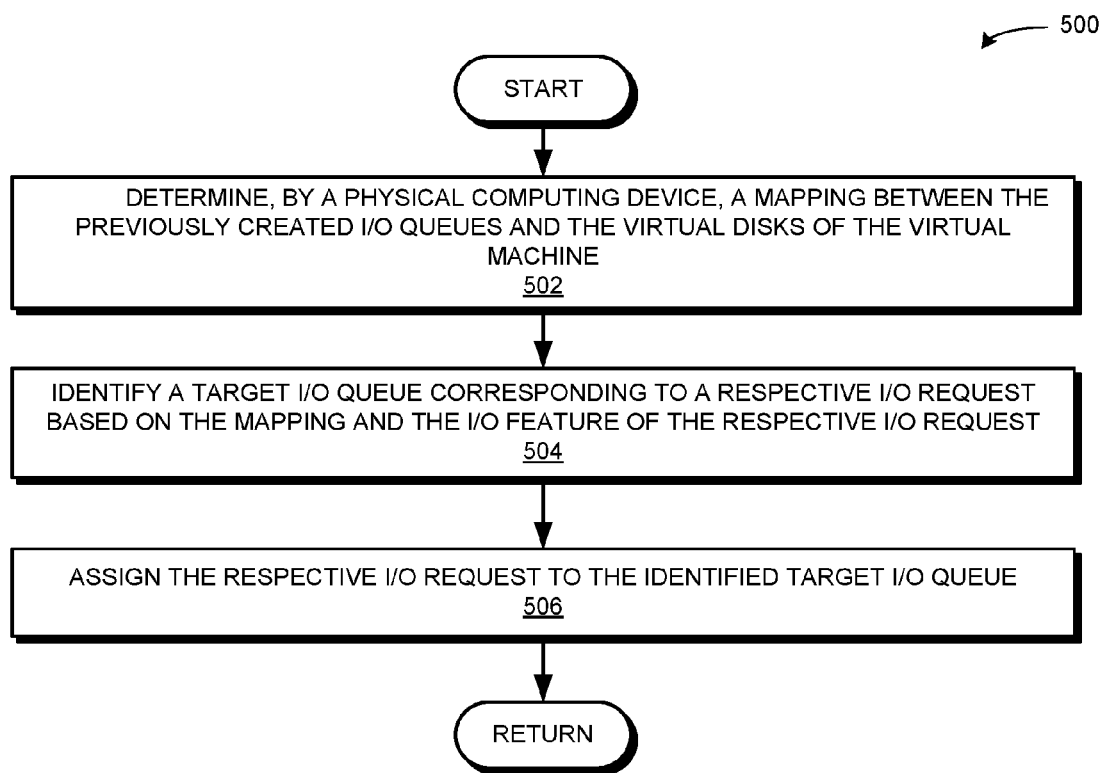 500
START
DETERMINE, BY A PHYSICAL COMPUTING DEVICE, A MAPPING BETWEEN THE
PREVIOUSLY CREATED I/O QUEUES AND THE VIRTUAL DISKS OF THE VIRTUAL
MACHINE
502
IDENTIFY A TARGET I/O QUEUE CORRESPONDING TO A RESPECTIVE I/O REQUEST
BASED ON THE MAPPING AND THE I/O FEATURE OF THE RESPECTIVE I/O REQUEST
504
ASSIGN THE RESPECTIVE I/O REQUEST TO THE IDENTIFIED TARGET I/O QUEUE
506
RETURN